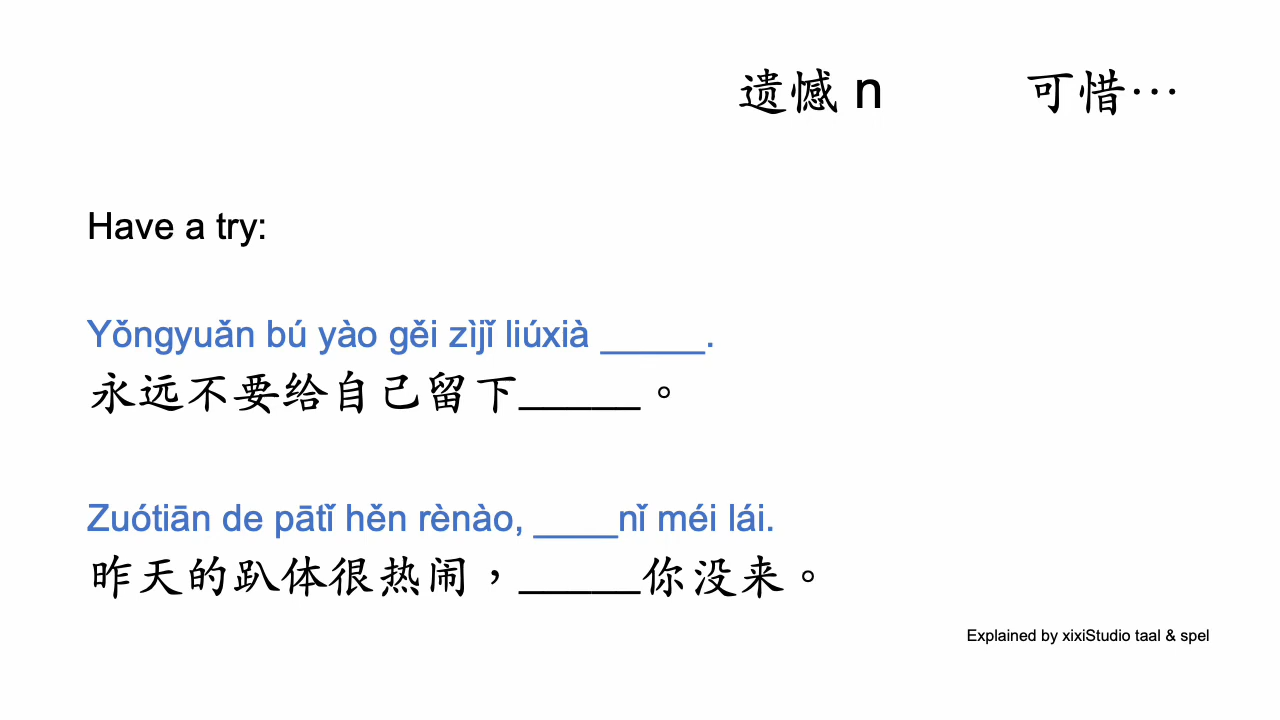 遗憾 n 可惜…
Have a try:
Yǒngyuǎn bú yào gěi zìjǐ liúxià _____.
永远不要给自己留下_____。
Zuótiān de pātǐ hěn rènào, ____nǐ méi lái.
昨天的趴体很热闹，_____你没来。
Explained by xixiStudio taal & spel